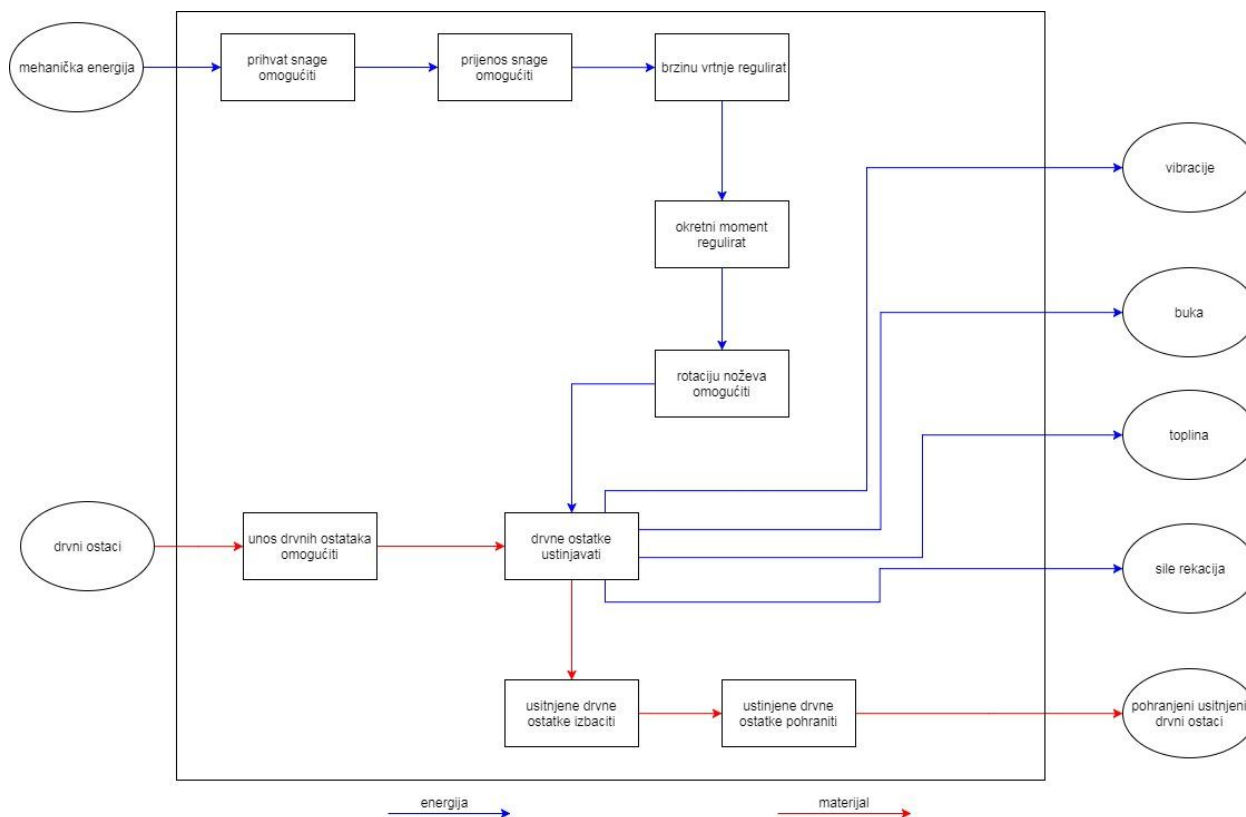 mehanička energija
prihvat snage
omogućiti
prijenos snage
omogućiti
brzinu vrtnje regulirat
vibracije
okretni moment
regulirat
buka
rotaciju noževa
omogućiti
toplina
drvni ostaci
unos drvnih ostataka
omogućiti
drvne ostatke
ustinjavati
sile rekacija
usitnjene drvne
ostatke izbaciti
ustinjene drvne
ostatke pohraniti
pohranjeni usitnjeni
drvni ostaci
energija
materijal